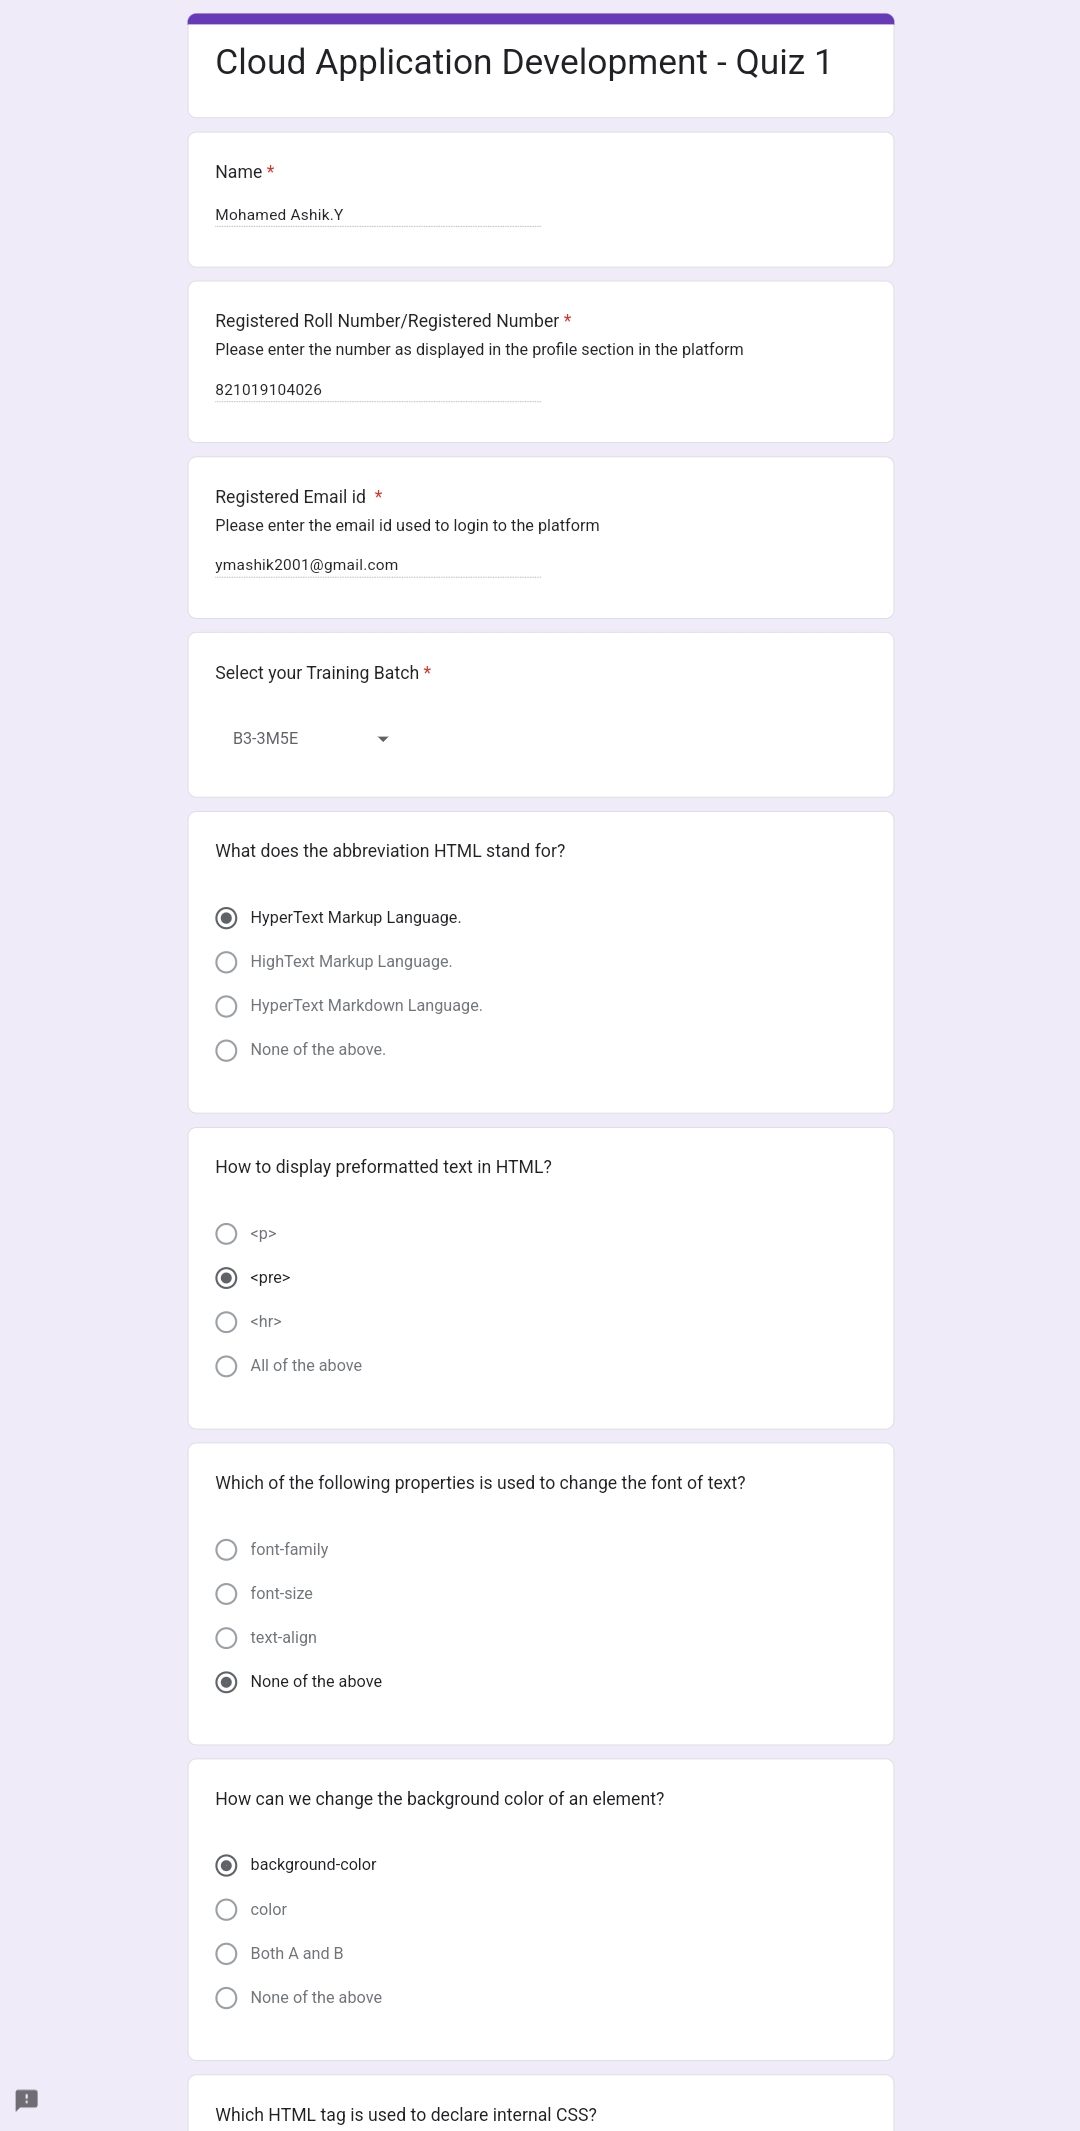 Cloud Application Development - Quiz 1
Name *
Mohamed Ashik.Y
Registered Roll Number/Registered Number *
Please enter the number as displayed in the profile section in the platform
821019104026
Registered Email id *
Please enter the email id used to login to the platform
ymashik2001@gmail.com
Select your Training Batch *
B3-3M5E
What does the abbreviation HTML stand for?
HyperText Markup Language.
HighText Markup Language.
HyperText Markdown Language.
None of the above.
How to display preformatted text in HTML?
<p>
<pre>
<hr>
All of the above
Which of the following properties is used to change the font of text?
font-family
font-size
text-align
None of the above
How can we change the background color of an element?
background-color
color
Both A and B
None of the above
Which HTML tag is used to declare internal CSS?